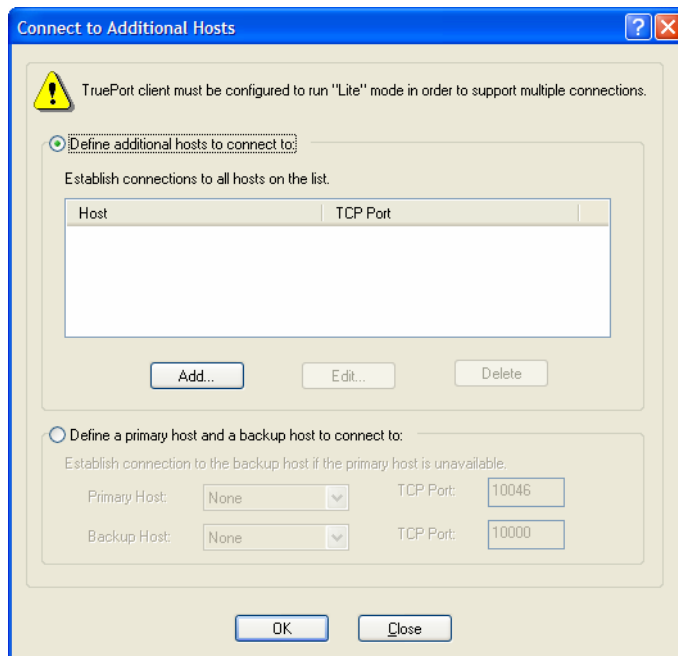 Connect to Additional Hosts
TruePort client must be configured to run "Lite" mode in order to support multiple connections.
Define additional hosts to connect to:
Establish connections to all hosts on the list.
Host TCP Port
Add... Edit... Delete
Define a primary host and a backup host to connect to:
Establish connection to the backup host if the primary host is unavailable.
Primary Host: None TCP Port: 10046
Backup Host: None TCP Port: 10000
OK Close